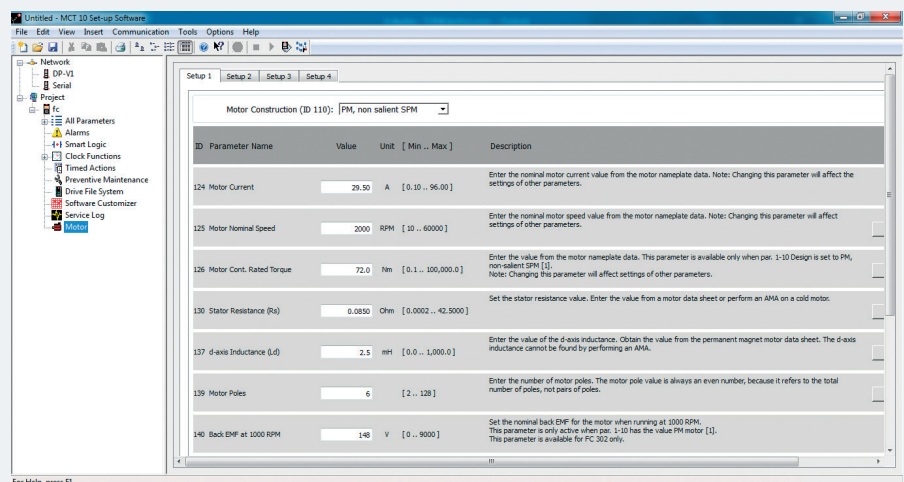 Untitled - MCT 10 Set-up Software
File Edit View Insert Communication Tools Options Help
Network
DP-V1
Serial
Project
fc
All Parameters
Alarms
Smart Logic
Clock Functions
Timed Actions
Preventive Maintenance
Drive File System
Software Customizer
Service Log
Motor
Setup 1 Setup 2 Setup 3 Setup 4
Motor Construction (ID 110): PM, non salient SPM
ID Parameter Name Value Unit [ Min .. Max ] Description
124 Motor Current 29.50 A [ 0.10 .. 96.00 ]
Enter the nominal motor current value from the motor nameplate data. Note: Changing this parameter will affect the
settings of other parameters.
125 Motor Nominal Speed 2000 RPM [ 10 .. 60000 ]
Enter the nominal motor speed value from the motor nameplate data. Note: Changing this parameter will affect
settings of other parameters.
126 Motor Cont. Rated Torque 72.0 Nm [ 0.1 .. 100,000.0 ]
Enter the value from the motor nameplate data. This parameter is available only when par. 1-10 Design is set to PM,
non-salient SPM [1].
Note: Changing this parameter will affect settings of other parameters.
130 Stator Resistance (Rs) 0.0850 Ohm [ 0.0002 .. 42.5000 ]
Set the stator resistance value. Enter the value from a motor data sheet or perform an AMA on a cold motor.
137 d-axis Inductance (Ld) 2.5 mH [ 0.0 .. 1,000.0 ]
Enter the value of the d-axis inductance. Obtain the value from the permanent magnet motor data sheet. The d-axis
inductance cannot be found by performing an AMA.
139 Motor Poles 6 [ 2 .. 128 ]
Enter the number of motor poles. The motor pole value is always an even number, because it refers to the total
number of poles, not pairs of poles.
140 Back EMF at 1000 RPM 148 V [ 0 .. 9000 ]
Set the nominal back EMF for the motor when running at 1000 RPM.
This parameter is only active when par. 1-10 has the value PM motor [1].
This parameter is available for FC 302 only.
For Help, press F1